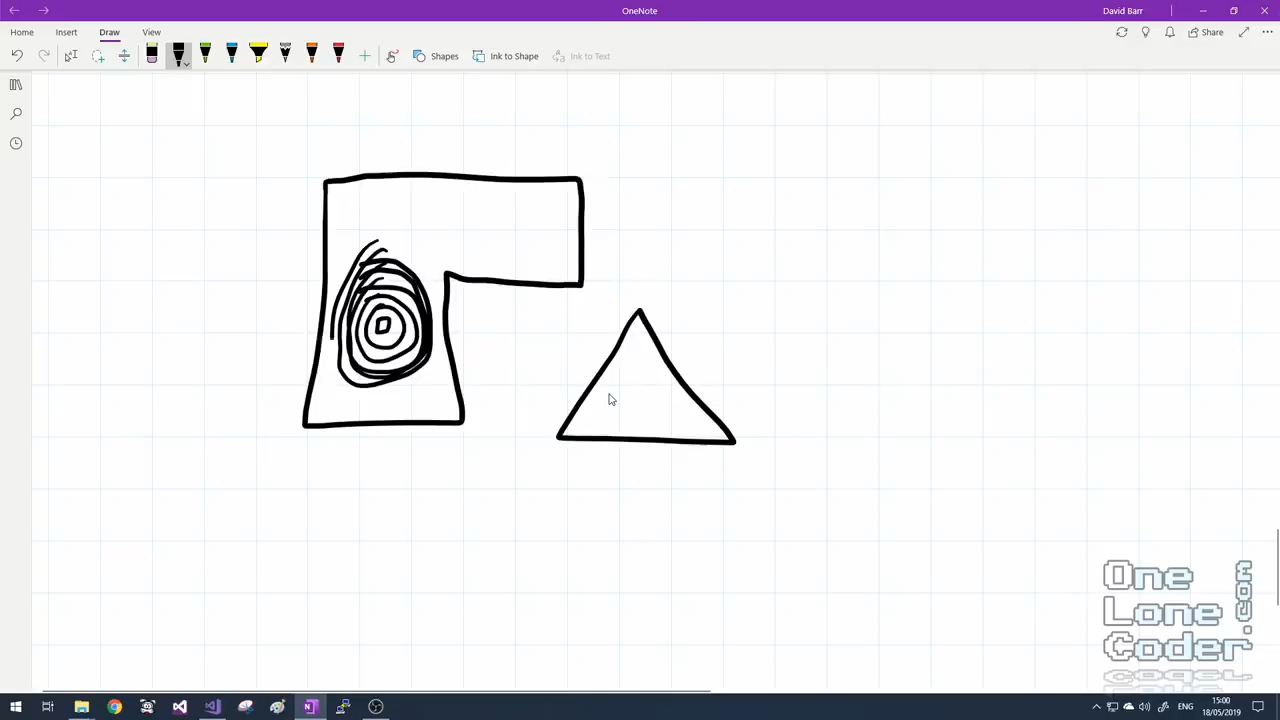 OneNote
David Barr
Home Insert Draw View
Share
Shapes Ink to Shape Ink to Text
One
Lone
Coder
.com
ENG
15:00
18/05/2019